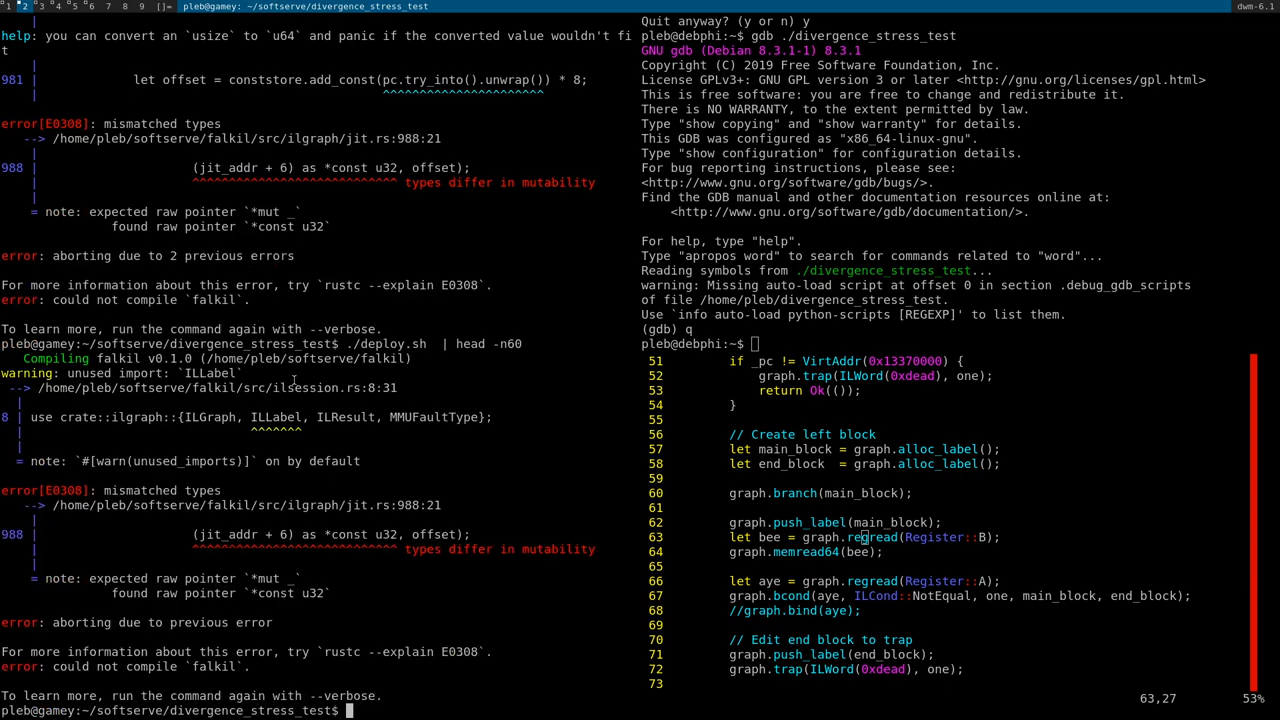 1 2 3 4 5 6 7 8 9 []= pleb@gamey: ~/softserve/divergence_stress_test dwm-6.1
|
help: you can convert an `usize` to `u64` and panic if the converted value wouldn't fi
t
|
981 | let offset = conststore.add_const(pc.try_into().unwrap()) * 8;
| ^^^^^^^^^^^^^^^^^^^^^^
error[E0308]: mismatched types
--> /home/pleb/softserve/falkil/src/ilgraph/jit.rs:988:21
|
988 | (jit_addr + 6) as *const u32, offset);
| ^^^^^^^^^^^^^^^^^^^^^^^^^^^^ types differ in mutability
|
= note: expected raw pointer `*mut _`
found raw pointer `*const u32`
error: aborting due to 2 previous errors
For more information about this error, try `rustc --explain E0308`.
error: could not compile `falkil`.
To learn more, run the command again with --verbose.
pleb@gamey:~/softserve/divergence_stress_test$ ./deploy.sh | head -n60
Compiling falkil v0.1.0 (/home/pleb/softserve/falkil)
warning: unused import: `ILLabel`
--> /home/pleb/softserve/falkil/src/ilsession.rs:8:31
|
8 | use crate::ilgraph::{ILGraph, ILLabel, ILResult, MMUFaultType};
| ^^^^^^^
|
= note: `#[warn(unused_imports)]` on by default
error[E0308]: mismatched types
--> /home/pleb/softserve/falkil/src/ilgraph/jit.rs:988:21
|
988 | (jit_addr + 6) as *const u32, offset);
| ^^^^^^^^^^^^^^^^^^^^^^^^^^^^ types differ in mutability
|
= note: expected raw pointer `*mut _`
found raw pointer `*const u32`
error: aborting due to previous error
For more information about this error, try `rustc --explain E0308`.
error: could not compile `falkil`.
To learn more, run the command again with --verbose.
pleb@gamey:~/softserve/divergence_stress_test$
Quit anyway? (y or n) y
pleb@debphi:~$ gdb ./divergence_stress_test
GNU gdb (Debian 8.3.1-1) 8.3.1
Copyright (C) 2019 Free Software Foundation, Inc.
License GPLv3+: GNU GPL version 3 or later <http://gnu.org/licenses/gpl.html>
This is free software: you are free to change and redistribute it.
There is NO WARRANTY, to the extent permitted by law.
Type "show copying" and "show warranty" for details.
This GDB was configured as "x86_64-linux-gnu".
Type "show configuration" for configuration details.
For bug reporting instructions, please see:
<http://www.gnu.org/software/gdb/bugs/>.
Find the GDB manual and other documentation resources online at:
<http://www.gnu.org/software/gdb/documentation/>.
For help, type "help".
Type "apropos word" to search for commands related to "word"...
Reading symbols from ./divergence_stress_test...
warning: Missing auto-load script at offset 0 in section .debug_gdb_scripts
of file /home/pleb/divergence_stress_test.
Use `info auto-load python-scripts [REGEXP]' to list them.
(gdb) q
pleb@debphi:~$
51 if _pc != VirtAddr(0x13370000) {
52 graph.trap(ILWord(0xdead), one);
53 return Ok(());
54 }
55
56 // Create left block
57 let main_block = graph.alloc_label();
58 let end_block = graph.alloc_label();
59
60 graph.branch(main_block);
61
62 graph.push_label(main_block);
63 let bee = graph.regread(Register::B);
64 graph.memread64(bee);
65
66 let aye = graph.regread(Register::A);
67 graph.bcond(aye, ILCond::NotEqual, one, main_block, end_block);
68 //graph.bind(aye);
69
70 // Edit end block to trap
71 graph.push_label(end_block);
72 graph.trap(ILWord(0xdead), one);
73
63,27 53%